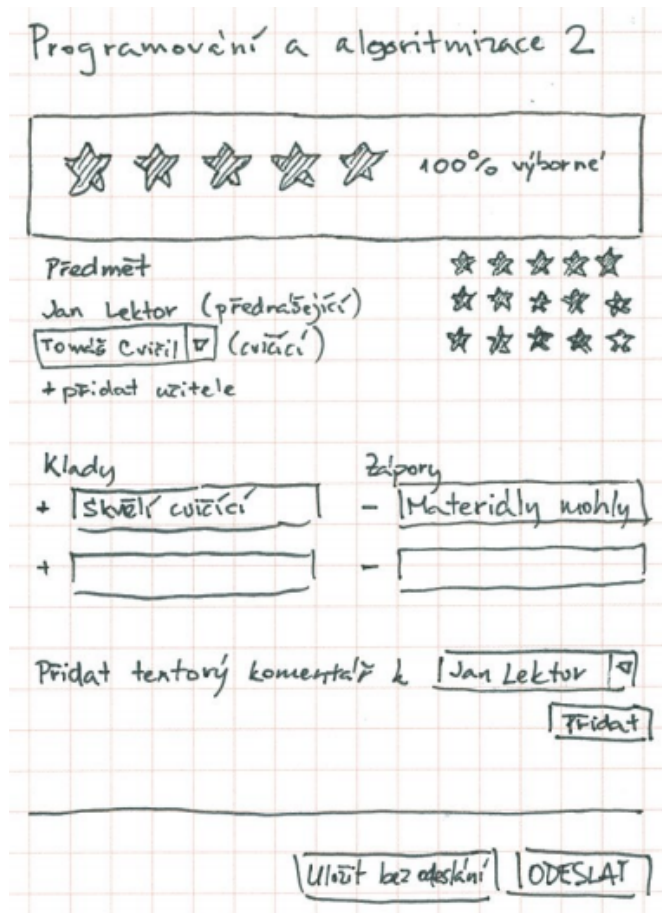 Programování a algoritmizace 2
100% výborné
Předmět
Jan Lektor (přednášející)
Tomáš Cvičil (cvičící)
+ přidat učitele
Klady Zápory
+ Skvělí cvičící - Materiály mohly
+ -
Přidat textový komentář k Jan Lektor
Přidat
Uložit bez odeslání ODESLAT